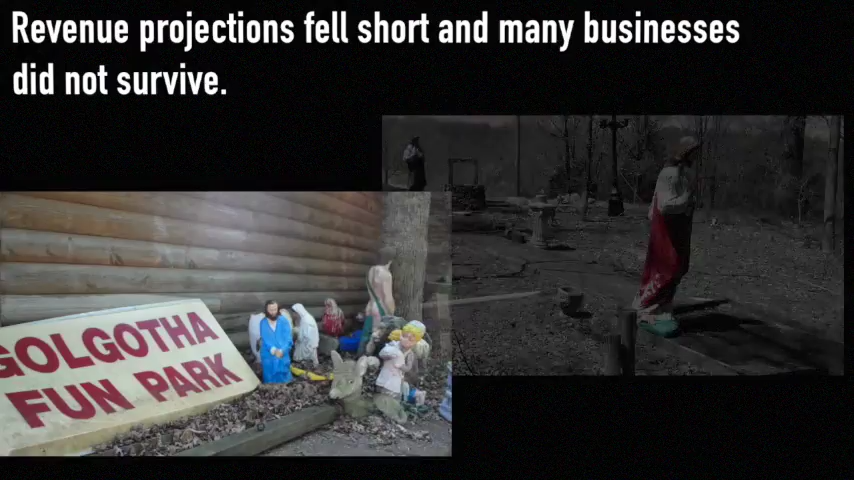 Revenue projections fell short and many businesses
did not survive.
GOLGOTHA
FUN PARK